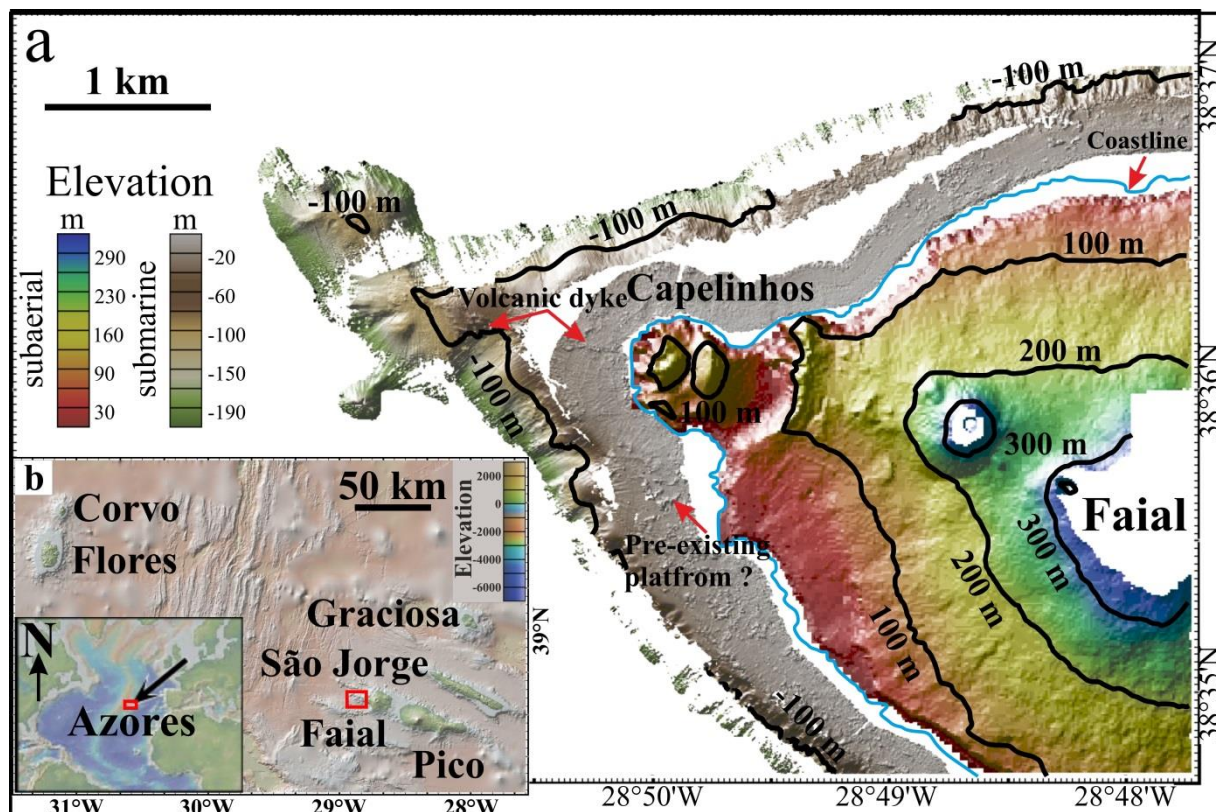 a
1 km
Elevation
m
m
subaerial
290
230
160
90
30
submarine
-20
-60
-100
-150
-190
-100 m
-100 m
-100 m
-100 m
-100 m
Coastline
Volcanic dyke
Capelinhos
100 m
100 m
200 m
300 m
Faial
300 m
200 m
100 m
Pre-existing
platfrom ?
38°37'N
38°36'N
38°35'N
28°50'W
28°49'W
28°48'W
b
50 km
Corvo
Flores
Graciosa
São Jorge
Faial
Pico
Elevation
2000
0
-2000
-4000
-6000
N
Azores
39°N
31°W
30°W
29°W
28°W